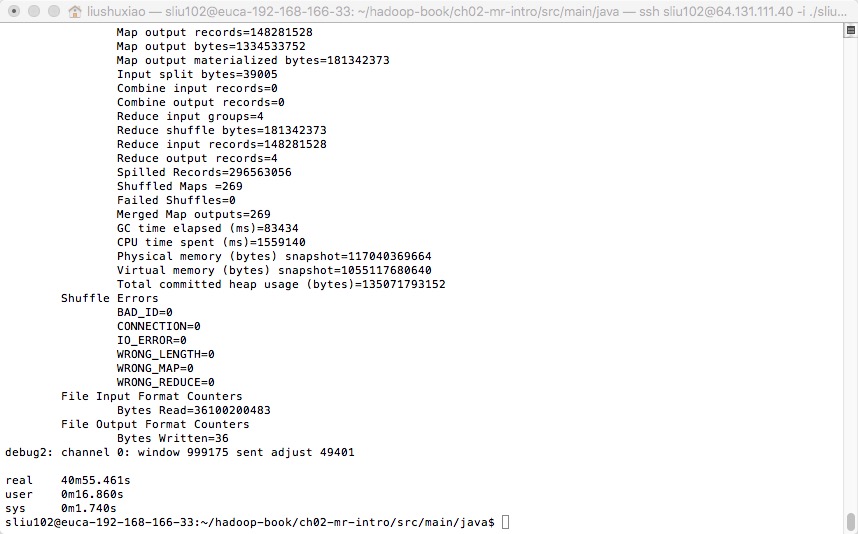 liushuxiao — sliu102@euca-192-168-166-33: ~/hadoop-book/ch02-mr-intro/src/main/java — ssh sliu102@64.131.111.40 -i ./sliu...
Map output records=148281528
Map output bytes=1334533752
Map output materialized bytes=181342373
Input split bytes=39005
Combine input records=0
Combine output records=0
Reduce input groups=4
Reduce shuffle bytes=181342373
Reduce input records=148281528
Reduce output records=4
Spilled Records=296563056
Shuffled Maps =269
Failed Shuffles=0
Merged Map outputs=269
GC time elapsed (ms)=83434
CPU time spent (ms)=1559140
Physical memory (bytes) snapshot=117040369664
Virtual memory (bytes) snapshot=1055117680640
Total committed heap usage (bytes)=135071793152
Shuffle Errors
BAD_ID=0
CONNECTION=0
IO_ERROR=0
WRONG_LENGTH=0
WRONG_MAP=0
WRONG_REDUCE=0
File Input Format Counters
Bytes Read=36100200483
File Output Format Counters
Bytes Written=36
debug2: channel 0: window 999175 sent adjust 49401
real 40m55.461s
user 0m16.860s
sys 0m1.740s
sliu102@euca-192-168-166-33:~/hadoop-book/ch02-mr-intro/src/main/java$